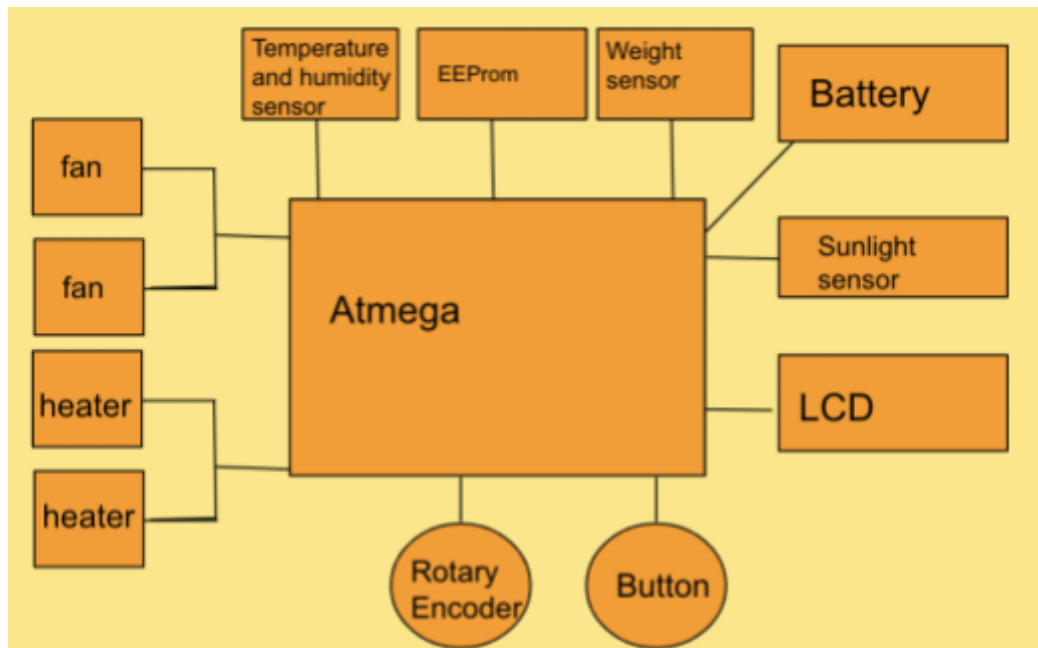 Temperature
and humidity
sensor
EEProm
Weight
sensor
Battery
fan
fan
Sunlight
sensor
Atmega
heater
LCD
heater
Rotary
Encoder
Button